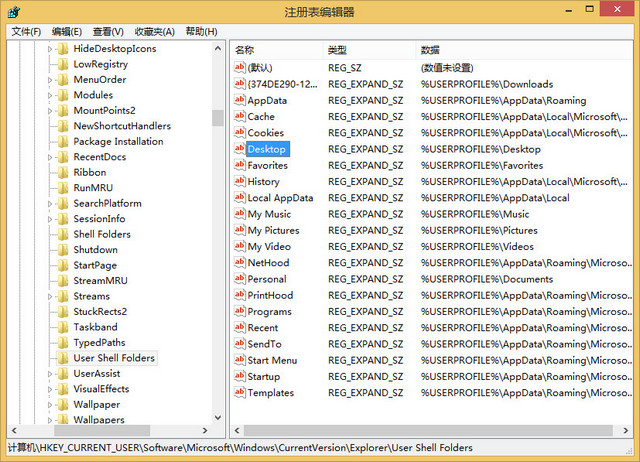 注册表编辑器
文件(F) 编辑(E) 查看(V) 收藏夹(A) 帮助(H)
HideDesktopIcons
LowRegistry
MenuOrder
Modules
MountPoints2
NewShortcutHandlers
Package Installation
RecentDocs
Ribbon
RunMRU
SearchPlatform
SessionInfo
Shell Folders
Shutdown
StartPage
StreamMRU
Streams
StuckRects2
Taskband
TypedPaths
User Shell Folders
UserAssist
VisualEffects
Wallpaper
Wallpapers
名称 类型 数据
(默认) REG_SZ (数值未设置)
{374DE290-12... REG_EXPAND_SZ %USERPROFILE%\Downloads
AppData REG_EXPAND_SZ %USERPROFILE%\AppData\Roaming
Cache REG_EXPAND_SZ %USERPROFILE%\AppData\Local\Microsoft\...
Cookies REG_EXPAND_SZ %USERPROFILE%\AppData\Local\Microsoft\...
Desktop REG_EXPAND_SZ %USERPROFILE%\Desktop
Favorites REG_EXPAND_SZ %USERPROFILE%\Favorites
History REG_EXPAND_SZ %USERPROFILE%\AppData\Local\Microsoft\...
Local AppData REG_EXPAND_SZ %USERPROFILE%\AppData\Local
My Music REG_EXPAND_SZ %USERPROFILE%\Music
My Pictures REG_EXPAND_SZ %USERPROFILE%\Pictures
My Video REG_EXPAND_SZ %USERPROFILE%\Videos
NetHood REG_EXPAND_SZ %USERPROFILE%\AppData\Roaming\Microso...
Personal REG_EXPAND_SZ %USERPROFILE%\Documents
PrintHood REG_EXPAND_SZ %USERPROFILE%\AppData\Roaming\Microso...
Programs REG_EXPAND_SZ %USERPROFILE%\AppData\Roaming\Microso...
Recent REG_EXPAND_SZ %USERPROFILE%\AppData\Roaming\Microso...
SendTo REG_EXPAND_SZ %USERPROFILE%\AppData\Roaming\Microso...
Start Menu REG_EXPAND_SZ %USERPROFILE%\AppData\Roaming\Microso...
Startup REG_EXPAND_SZ %USERPROFILE%\AppData\Roaming\Microso...
Templates REG_EXPAND_SZ %USERPROFILE%\AppData\Roaming\Microso...
计算机\HKEY_CURRENT_USER\Software\Microsoft\Windows\CurrentVersion\Explorer\User Shell Folders